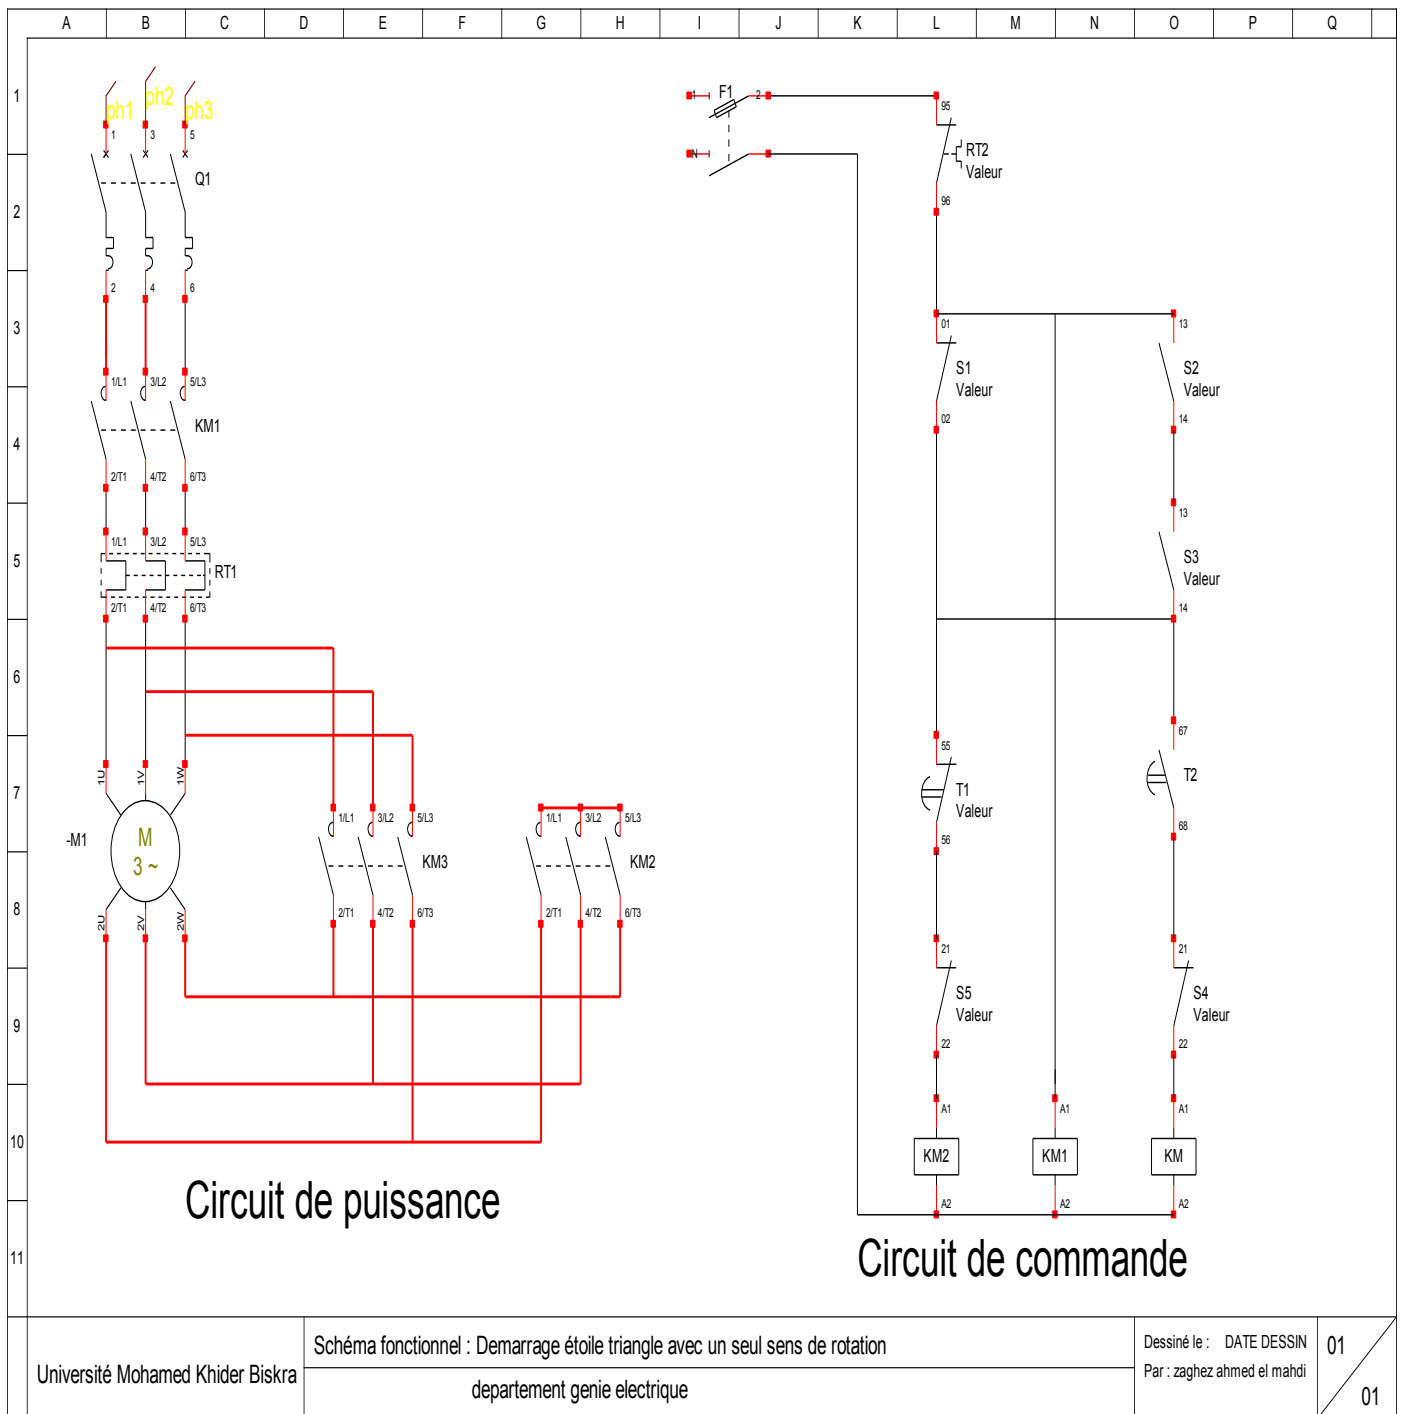 A B C D E F G H I J K L M N O P Q
1
2
3
4
5
6
7
8
9
10
11
ph1 ph2 ph3
1 3 5
Q1
2 4 6
1/L1 3/L2 5/L3
KM1
2/T1 4/T2 6/T3
1/L1 3/L2 5/L3
RT1
2/T1 4/T2 6/T3
1U 1V 1W
-M1
M
3 ~
2U 2V 2W
1/L1 3/L2 5/L3
KM3
2/T1 4/T2 6/T3
1/L1 3/L2 5/L3
KM2
2/T1 4/T2 6/T3
Circuit de puissance
1 F1 2
N
95
RT2
Valeur
96
01
S1
Valeur
02
13
S2
Valeur
14
13
S3
Valeur
14
55
T1
Valeur
56
67
T2
68
21
S5
Valeur
22
21
S4
Valeur
22
A1 A1 A1
KM2 KM1 KM
A2 A2 A2
Circuit de commande
Université Mohamed Khider Biskra
Schéma fonctionnel : Demarrage étoile triangle avec un seul sens de rotation
departement genie electrique
Dessiné le : DATE DESSIN
Par : zaghez ahmed el mahdi
01
01